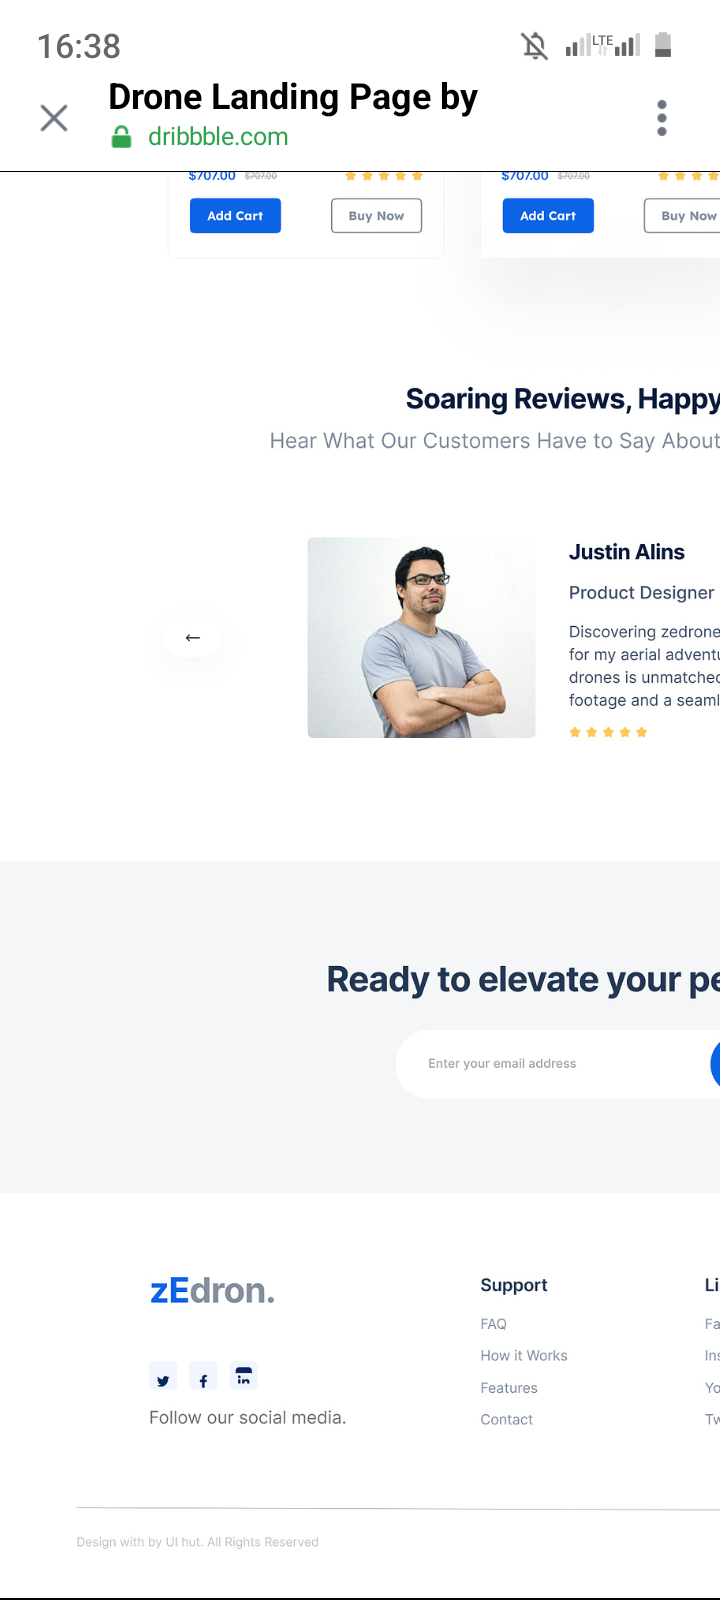 16:38
LTE
Drone Landing Page by
dribbble.com
$707.00 $707.00 $707.00 $707.00
Add Cart Buy Now Add Cart Buy Now
Soaring Reviews, Happy
Hear What Our Customers Have to Say About
Justin Alins
Product Designer
Discovering zedrone
for my aerial adventu
drones is unmatched
footage and a seaml
←
Ready to elevate your pe
Enter your email address
zEdron.
Follow our social media.
Support
FAQ
How it Works
Features
Contact
Li
Fa
Ins
Yo
Tw
Design with by UI hut. All Rights Reserved